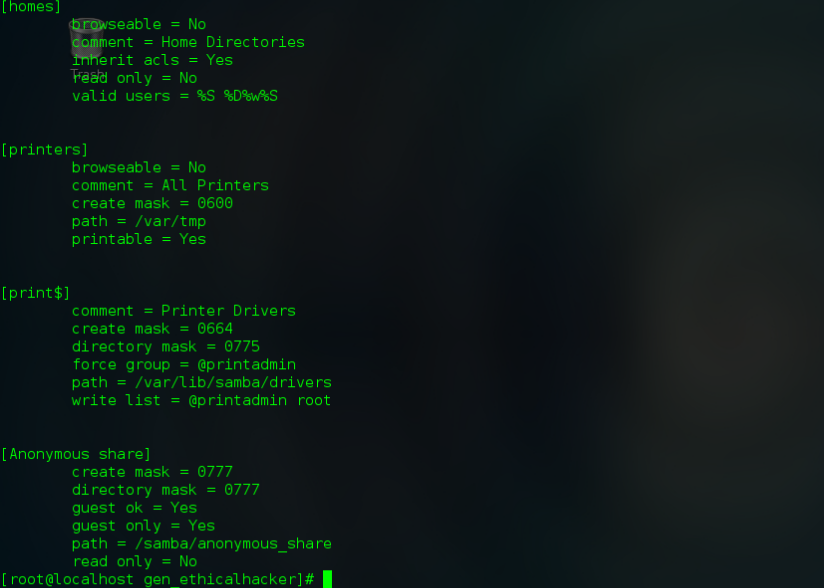 [homes]
browseable = No
comment = Home Directories
inherit acls = Yes
Trash
read only = No
valid users = %S %D%w%S
[printers]
browseable = No
comment = All Printers
create mask = 0600
path = /var/tmp
printable = Yes
[print$]
comment = Printer Drivers
create mask = 0664
directory mask = 0775
force group = @printadmin
path = /var/lib/samba/drivers
write list = @printadmin root
[Anonymous share]
create mask = 0777
directory mask = 0777
guest ok = Yes
guest only = Yes
path = /samba/anonymous_share
read only = No
[root@localhost gen_ethicalhacker]#